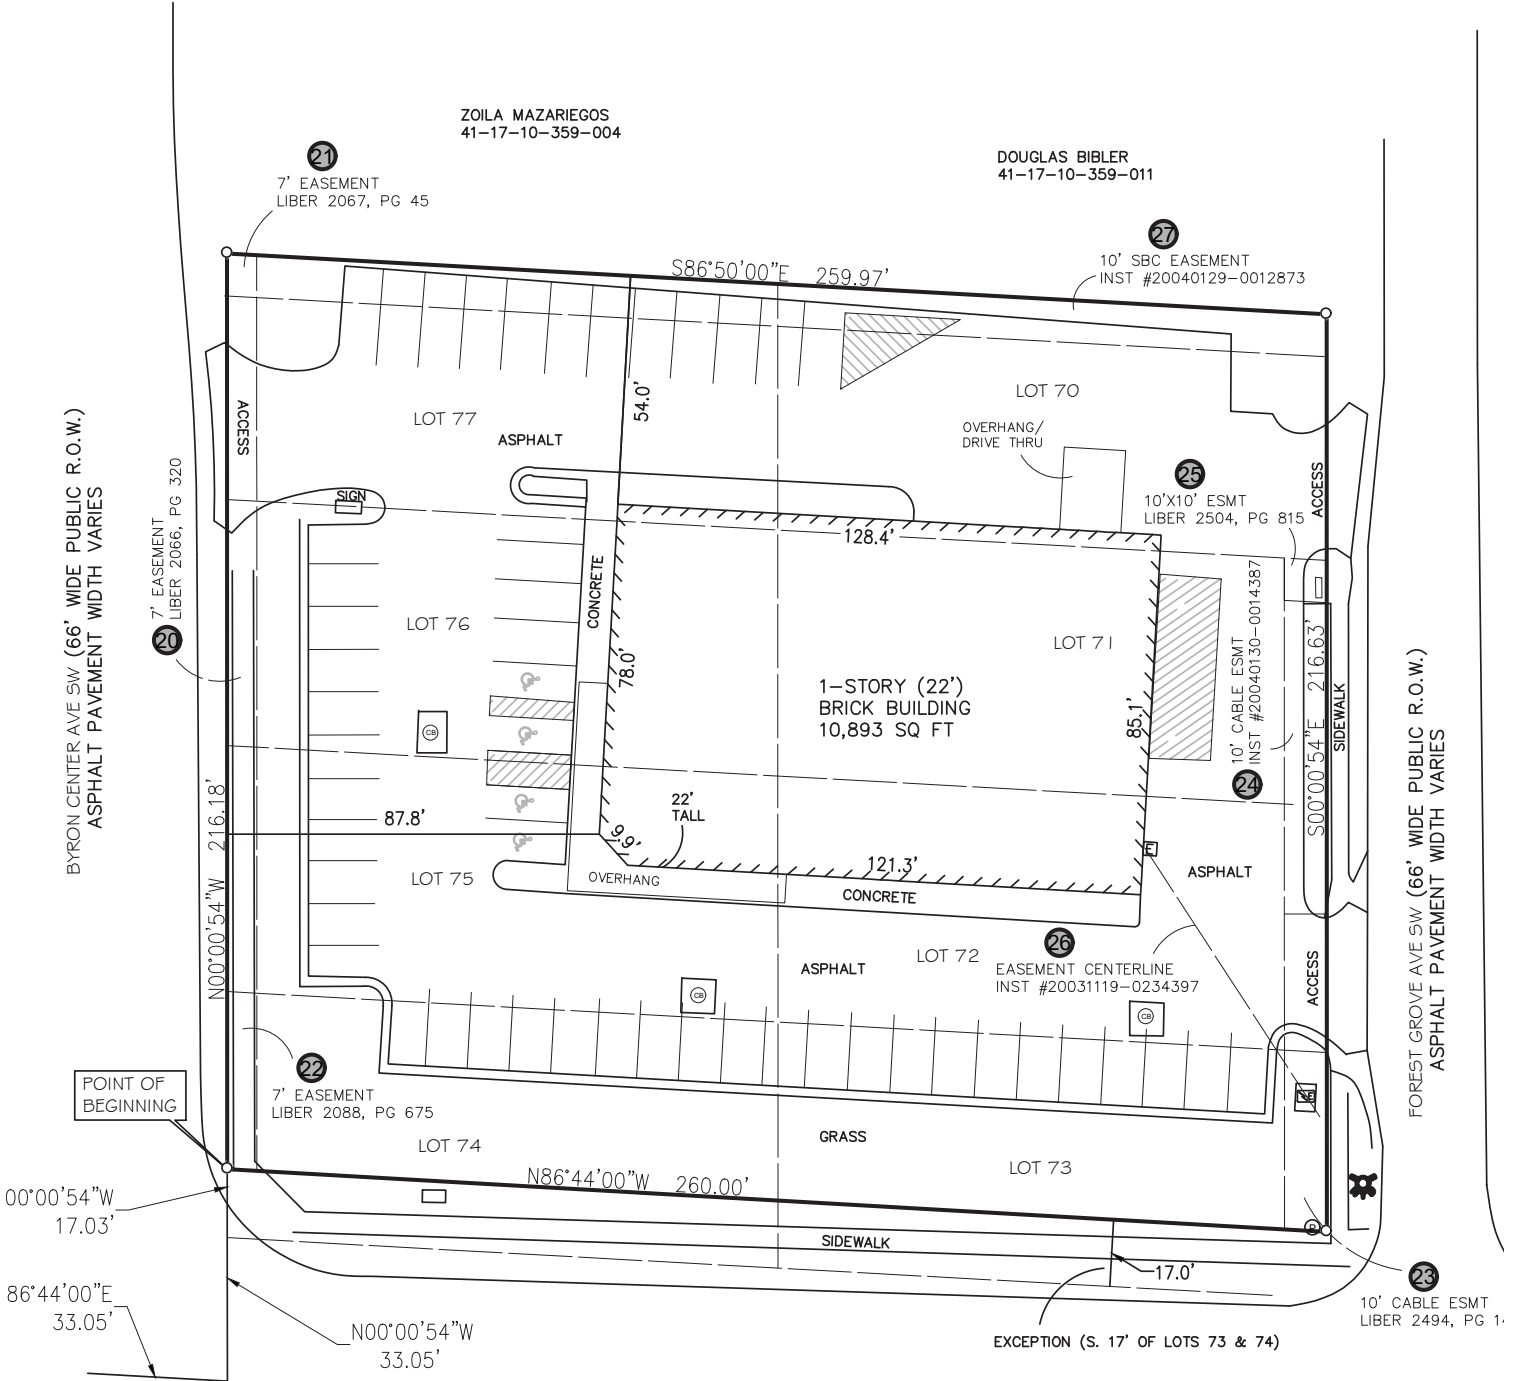 ZOILA MAZARIEGOS
41-17-10-359-004
DOUGLAS BIBLER
41-17-10-359-011
21
7' EASEMENT
LIBER 2067, PG 45
27
10' SBC EASEMENT
INST #20040129-0012873
S86°50'00"E 259.97'
LOT 77
ASPHALT
54.0'
LOT 70
OVERHANG/
DRIVE THRU
ACCESS
ACCESS
25
10'X10' ESMT
LIBER 2504, PG 815
BYRON CENTER AVE SW (66' WIDE PUBLIC R.O.W.)
ASPHALT PAVEMENT WIDTH VARIES
20
7' EASEMENT
LIBER 2066, PG 320
SIGN
128.4'
CONCRETE
LOT 76
78.0'
LOT 71
1-STORY (22')
BRICK BUILDING
10,893 SQ FT
85.1'
24
10' CABLE ESMT
INST #20040130-0014387
S00°00'54"E 216.63'
SIDEWALK
FOREST GROVE AVE SW (66' WIDE PUBLIC R.O.W.)
ASPHALT PAVEMENT WIDTH VARIES
CB
N00°00'54"W 216.18'
87.8'
22'
TALL
9.9'
121.3'
E
LOT 75
OVERHANG
CONCRETE
ASPHALT
LOT 72
ASPHALT
26
EASEMENT CENTERLINE
INST #20031119-0234397
ACCESS
CB
CB
22
7' EASEMENT
LIBER 2088, PG 675
POINT OF
BEGINNING
LOT 74
GRASS
LOT 73
N86°44'00"W 260.00'
00°00'54"W
17.03'
SIDEWALK
17.0'
23
10' CABLE ESMT
LIBER 2494, PG 1
86°44'00"E
33.05'
N00°00'54"W
33.05'
EXCEPTION (S. 17' OF LOTS 73 & 74)